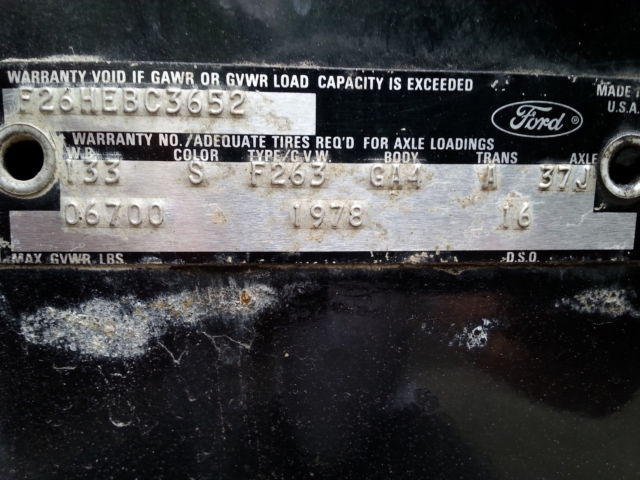 WARRANTY VOID IF GAWR OR GVWR LOAD CAPACITY IS EXCEEDED
F26HEBC3652
Ford ®
MADE IN
U.S.A.
WARRANTY NO./ADEQUATE TIRES REQ'D FOR AXLE LOADINGS
W.B. COLOR TYPE/G.V.W. BODY TRANS AXLE
133 S F263 GA4 A 37J
06700 1978 16
MAX GVWR LBS D.S.O.